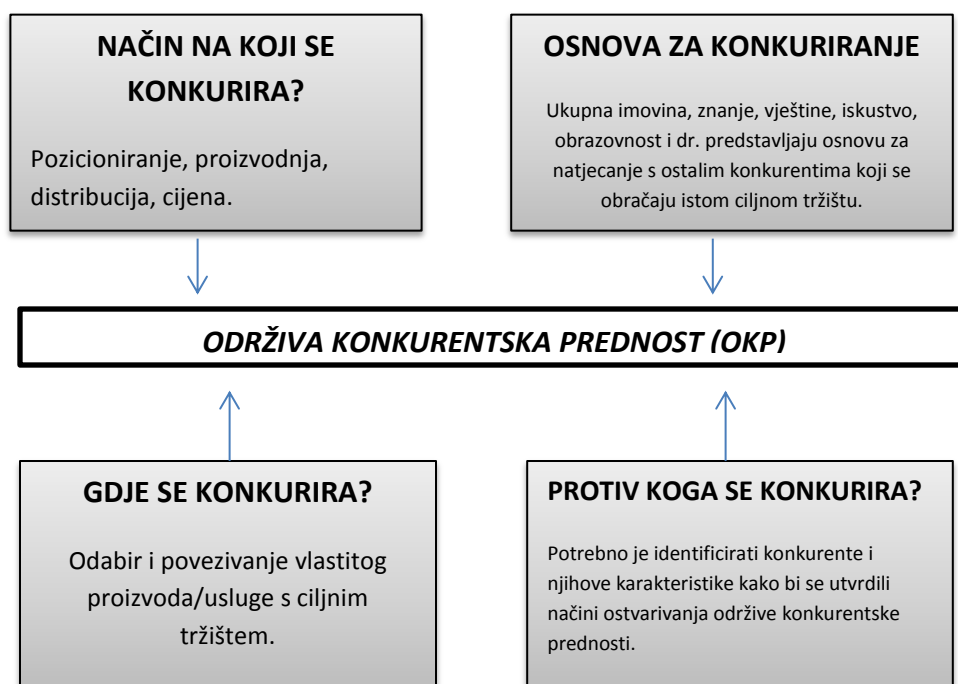 NAČIN NA KOJI SE
KONKURIRA?
Pozicioniranje, proizvodnja,
distribucija, cijena.
OSNOVA ZA KONKURIRANJE
Ukupna imovina, znanje, vještine, iskustvo,
obrazovnost i dr. predstavljaju osnovu za
natjecanje s ostalim konkurentima koji se
obračaju istom ciljnom tržištu.
ODRŽIVA KONKURENTSKA PREDNOST (OKP)
GDJE SE KONKURIRA?
Odabir i povezivanje vlastitog
proizvoda/usluge s ciljnim
tržištem.
PROTIV KOGA SE KONKURIRA?
Potrebno je identificirati konkurente i
njihove karakteristike kako bi se utvrdili
načini ostvarivanja održive konkurentske
prednosti.